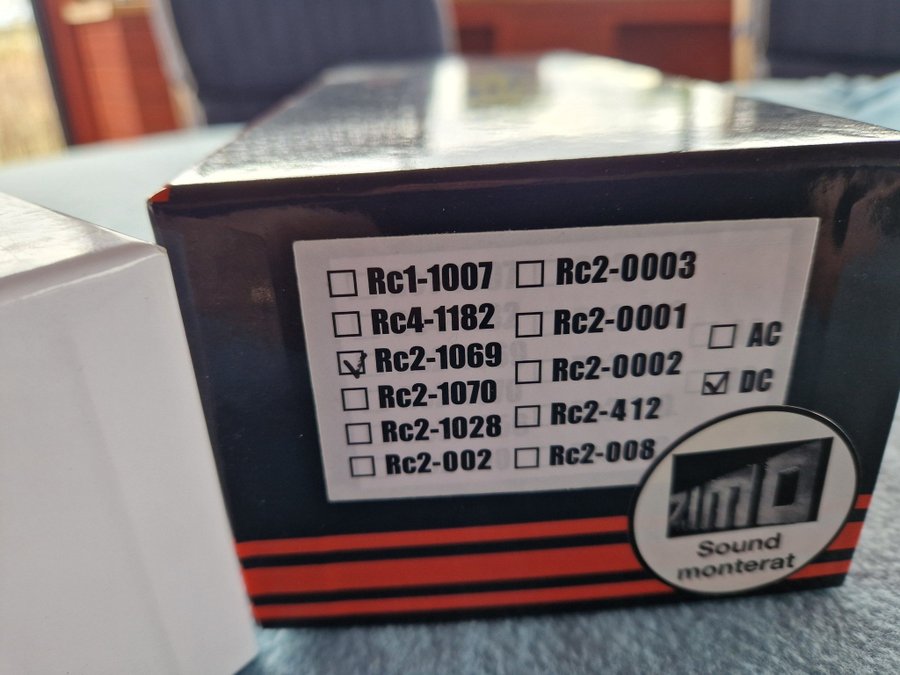 ☐ Rc1-1007
☐ Rc4-1182
☑ Rc2-1069
☐ Rc2-1070
☐ Rc2-1028
☐ Rc2-002
☐ Rc2-0003
☐ Rc2-0001
☐ Rc2-0002
☐ Rc2-412
☐ Rc2-008
☐ AC
☑ DC
ZIMO
Sound
monterat